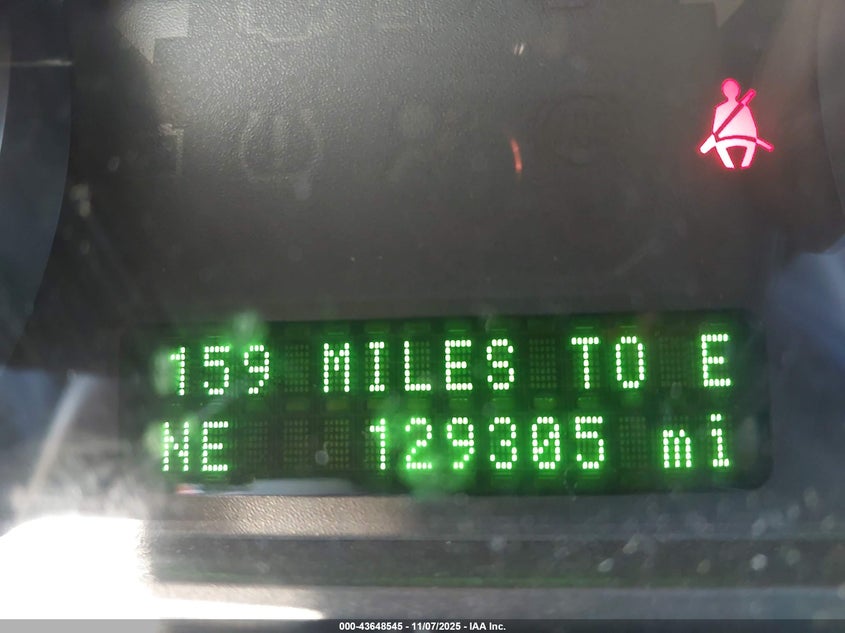 159 MILES TO E
NE 129305 mi
000-43648545 - 11/07/2025 - IAA Inc.